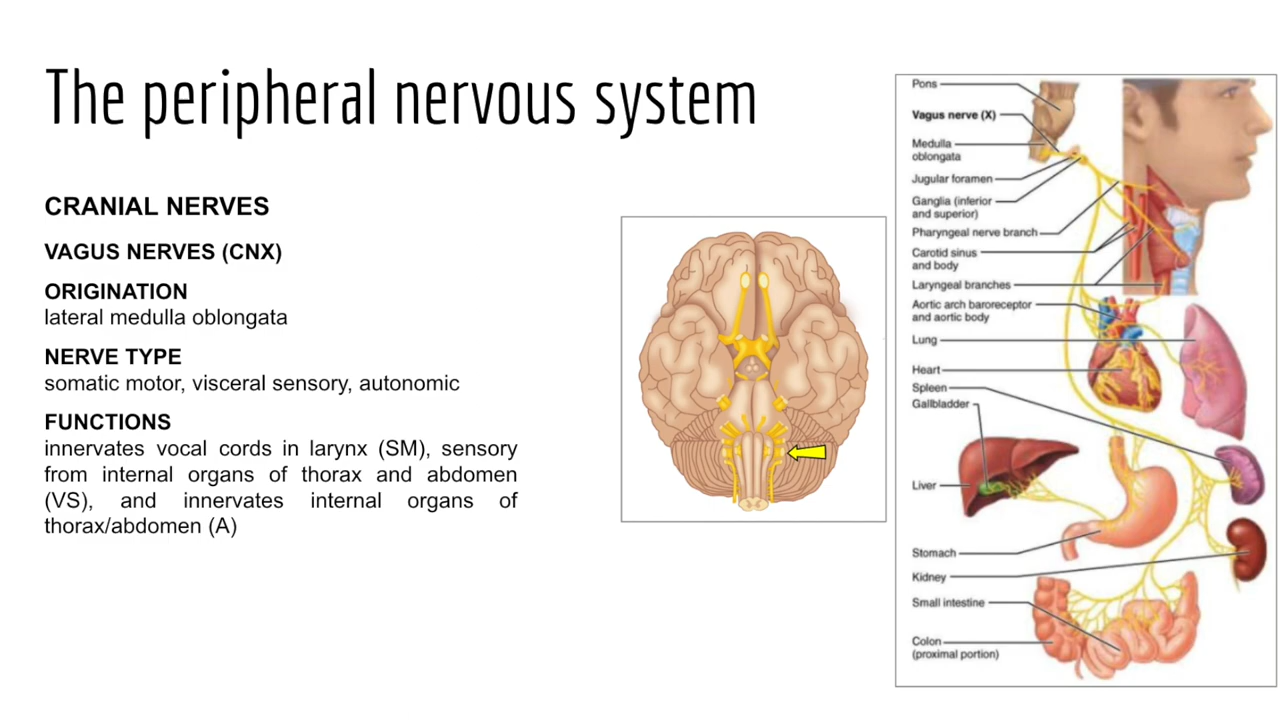 The peripheral nervous system
CRANIAL NERVES
VAGUS NERVES (CNX)
ORIGINATION
lateral medulla oblongata
NERVE TYPE
somatic motor, visceral sensory, autonomic
FUNCTIONS
innervates vocal cords in larynx (SM), sensory
from internal organs of thorax and abdomen
(VS), and innervates internal organs of
thorax/abdomen (A)
Pons
Vagus nerve (X)
Medulla
oblongata
Jugular foramen
Ganglia (inferior
and superior)
Pharyngeal nerve branch
Carotid sinus
and body
Laryngeal branches
Aortic arch baroreceptor
and aortic body
Lung
Heart
Spleen
Gallbladder
Liver
Stomach
Kidney
Small intestine
Colon
(proximal portion)